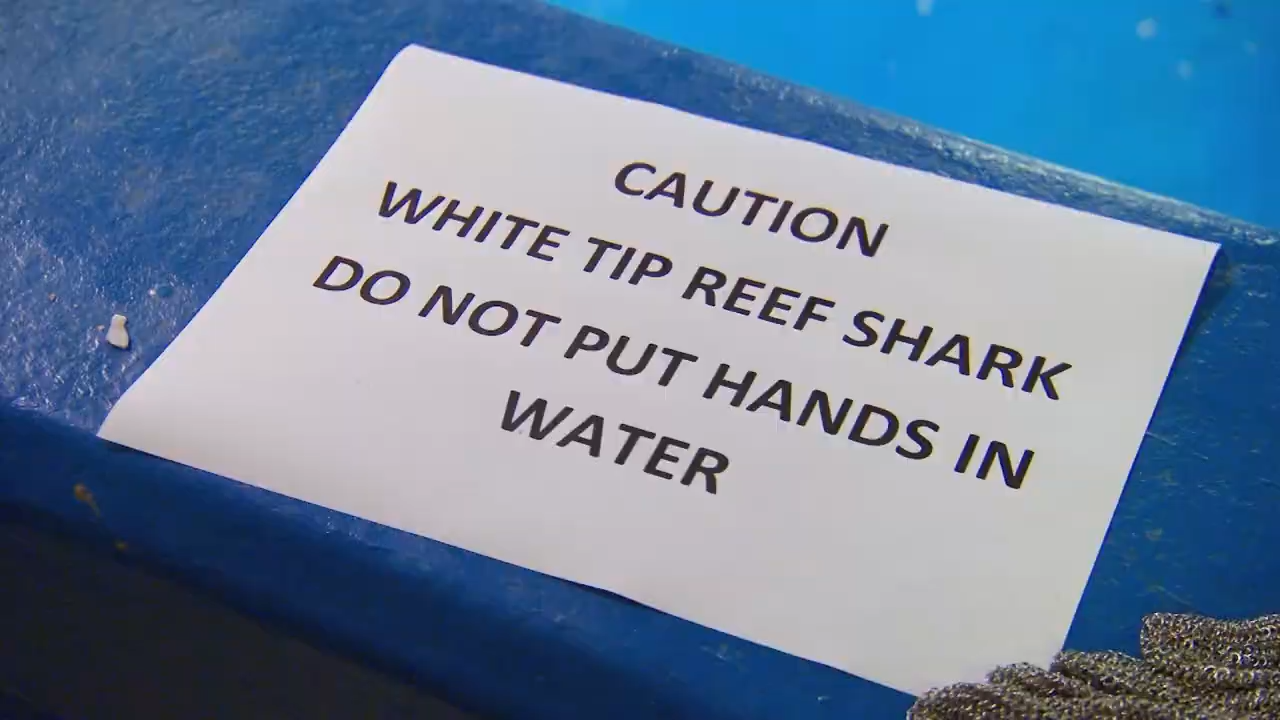 CAUTION
WHITE TIP REEF SHARK
DO NOT PUT HANDS IN
WATER